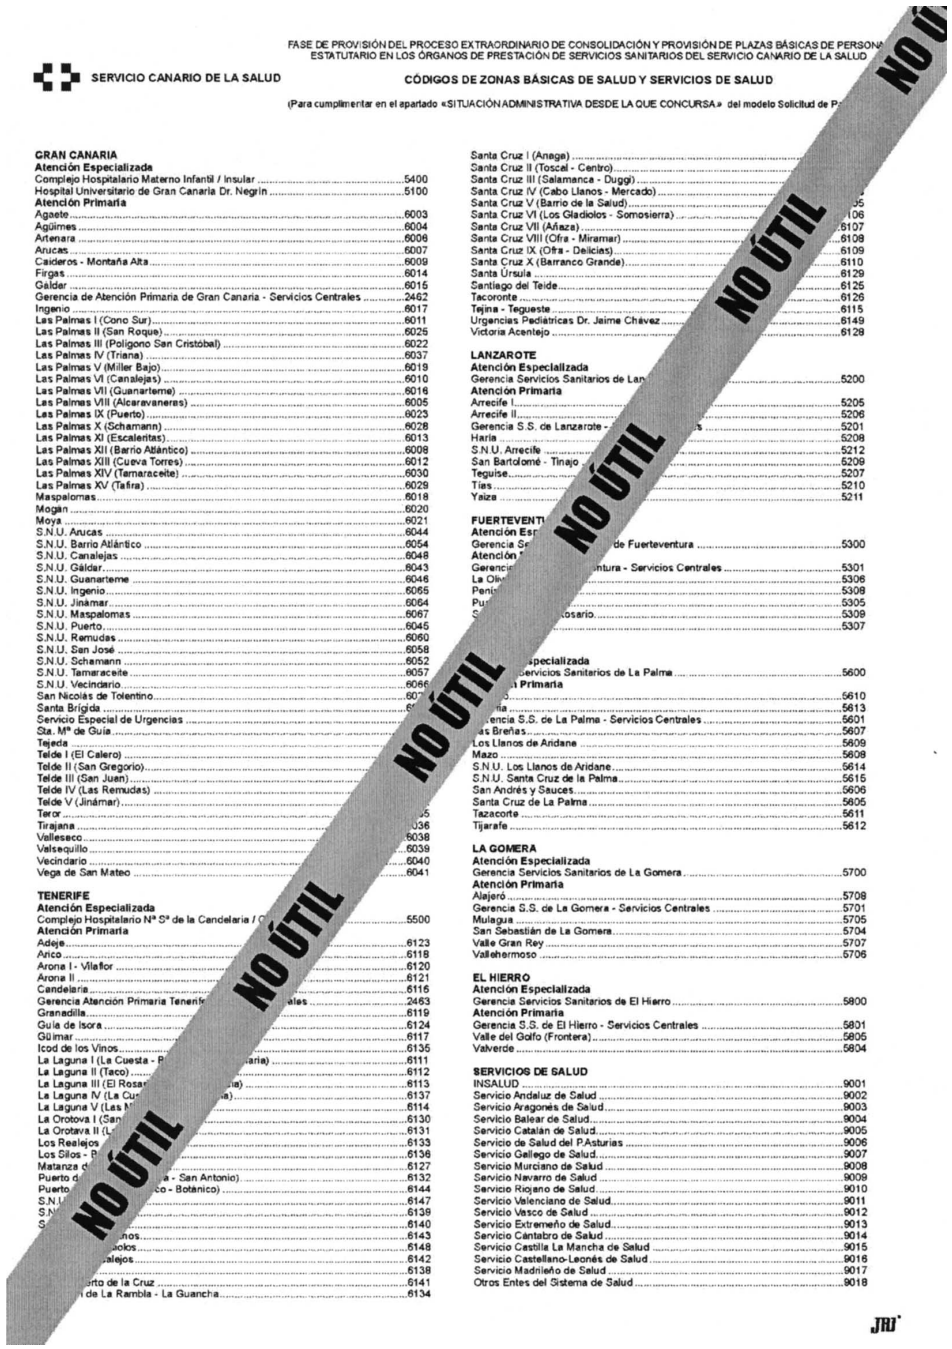 FASE DE PROVISIÓN DEL PROCESO EXTRAORDINARIO DE CONSOLIDACIÓN Y PROVISIÓN DE PLAZAS BÁSICAS DE PERSONA
ESTATUTARIO EN LOS ÓRGANOS DE PRESTACIÓN DE SERVICIOS SANITARIOS DEL SERVICIO CANARIO DE LA SALUD
SERVICIO CANARIO DE LA SALUD
CÓDIGOS DE ZONAS BÁSICAS DE SALUD Y SERVICIOS DE SALUD
(Para cumplimentar en el apartado «SITUACIÓN ADMINISTRATIVA DESDE LA QUE CONCURSA» del modelo Solicitud de
GRAN CANARIA
Atención Especializada
Complejo Hospitalario Materno Infantil / Insular 5400
Hospital Universitario de Gran Canaria Dr. Negrin 5100
Atención Primaria
Agaete 6003
Agüimes 6004
Artenara 6006
Arucas 6007
Caideros - Montaña Alta 6009
Firgas 6014
Gáldar 6015
Gerencia de Atención Primaria de Gran Canaria - Servicios Centrales 2462
Ingenio 6017
Las Palmas I (Cono Sur) 6011
Las Palmas II (San Roque) 6025
Las Palmas III (Polígono San Cristóbal) 6022
Las Palmas IV (Triana) 6037
Las Palmas V (Miller Bajo) 6019
Las Palmas VI (Canalejas) 6010
Las Palmas VII (Guanarteme) 6016
Las Palmas VIII (Alcaravaneras) 6005
Las Palmas IX (Puerto) 6023
Las Palmas X (Schamann) 6028
Las Palmas XI (Escaleritas) 6013
Las Palmas XII (Barrio Atlántico) 6008
Las Palmas XIII (Cueva Torres) 6012
Las Palmas XIV (Tamaraceite) 6030
Las Palmas XV (Tafira) 6029
Maspalomas 6018
Mogán 6020
Moya 6021
S.N.U. Arucas 6044
S.N.U. Barrio Atlántico 6054
S.N.U. Canalejas 6048
S.N.U. Gáldar 6043
S.N.U. Guanarteme 6046
S.N.U. Ingenio 6065
S.N.U. Jinámar 6064
S.N.U. Maspalomas 6067
S.N.U. Puerto 6045
S.N.U. Remudas 6060
S.N.U. San José 6058
S.N.U. Schamann 6052
S.N.U. Tamaraceite 6057
S.N.U. Vecindario 6066
San Nicolás de Tolentino
Santa Brígida
Servicio Especial de Urgencias
Sta. Mª de Guía
Tejeda
Telde I (El Calero)
Telde II (San Gregorio)
Telde III (San Juan)
Telde IV (Las Remudas)
Telde V (Jinámar)
Teror
Tirajana 6036
Valleseco 6038
Valsequillo 6039
Vecindario 6040
Vega de San Mateo 6041
TENERIFE
Atención Especializada
Complejo Hospitalario Nª Sª de la Candelaria / 5500
Atención Primaria
Adeje 6123
Arico 6118
Arona I - Vilaflor 6120
Arona II 6121
Candelaria 6116
Gerencia Atención Primaria Tenerife 2463
Granadilla 6119
Guía de Isora 6124
Güimar 6117
Icod de los Vinos 6135
La Laguna I (La Cuesta - 6111
La Laguna II (Taco) 6112
La Laguna III (El Rosa 6113
La Laguna IV (La Cu 6137
La Laguna V (Las 6114
La Orotova I (San 6130
La Orotava II 6131
Los Realejos 6133
Los Silos - 6136
Matanza 6127
Puerto - San Antonio) 6132
Puerto co - Botánico) 6144
S.N.U 6147
S.N 6139
6140
6143
6148
alejos 6142
6138
rto de la Cruz 6141
de La Rambla - La Guancha 6134
Santa Cruz I (Anaga)
Santa Cruz II (Toscal - Centro)
Santa Cruz III (Salamanca - Duggi)
Santa Cruz IV (Cabo Llanos - Mercado)
Santa Cruz V (Barrio de la Salud)
Santa Cruz VI (Los Gladiolos - Somosierra) 106
Santa Cruz VII (Añaza) 6107
Santa Cruz VIII (Ofra - Miramar) 6108
Santa Cruz IX (Ofra - Delicias) 6109
Santa Cruz X (Barranco Grande) 6110
Santa Úrsula 6129
Santiago del Teide 6125
Tacoronte 6126
Tejina - Tegueste 6115
Urgencias Pediátricas Dr. Jaime Chávez 6149
Victoria Acentejo 6128
LANZAROTE
Atención Especializada
Gerencia Servicios Sanitarios de Lan 5200
Atención Primaria
Arrecife I 5205
Arrecife II 5206
Gerencia S.S. de Lanzarote - 5201
Haría 5208
S.N.U. Arrecife 5212
San Bartolomé - Tinajo 5209
Teguise 5207
Tías 5210
Yaiza 5211
FUERTEVENT
Atención Es
Gerencia de Fuerteventura 5300
Atención
Gerencia ntura - Servicios Centrales 5301
La Oliv 5306
Peni 5308
5305
osario 5309
5307
specializada
Servicios Sanitarios de La Palma 5600
Primaria
5610
5613
encia S.S. de La Palma - Servicios Centrales 5601
as Breñas 5607
Los Llanos de Aridane 5609
Mazo 5608
S.N.U. Los Llanos de Aridane 5614
S.N.U. Santa Cruz de la Palma 5615
San Andrés y Sauces 5606
Santa Cruz de La Palma 5605
Tazacorte 5611
Tijarafe 5612
LA GOMERA
Atención Especializada
Gerencia Servicios Sanitarios de La Gomera 5700
Atención Primaria
Alajeró 5708
Gerencia S.S. de La Gomera - Servicios Centrales 5701
Mulagua 5705
San Sebastián de La Gomera 5704
Valle Gran Rey 5707
Vallehermoso 5706
EL HIERRO
Atención Especializada
Gerencia Servicios Sanitarios de El Hierro 5800
Atención Primaria
Gerencia S.S. de El Hierro - Servicios Centrales 5801
Valle del Golfo (Frontera) 5805
Valverde 5804
SERVICIOS DE SALUD
INSALUD 9001
Servicio Andaluz de Salud 9002
Servicio Aragonés de Salud 9003
Servicio Balear de Salud 9004
Servicio Catalán de Salud 9005
Servicio de Salud del P.Asturias 9006
Servicio Gallego de Salud 9007
Servicio Murciano de Salud 9008
Servicio Navarro de Salud 9009
Servicio Riojano de Salud 9010
Servicio Valenciano de Salud 9011
Servicio Vasco de Salud 9012
Servicio Extremeño de Salud 9013
Servicio Cántabro de Salud 9014
Servicio Castilla La Mancha de Salud 9015
Servicio Castellano-Leonés de Salud 9016
Servicio Madrileño de Salud 9017
Otros Entes del Sistema de Salud 9018
NO ÚTIL
NO ÚTIL
NO ÚTIL
NO ÚTIL
NO ÚTIL
NO ÚTIL